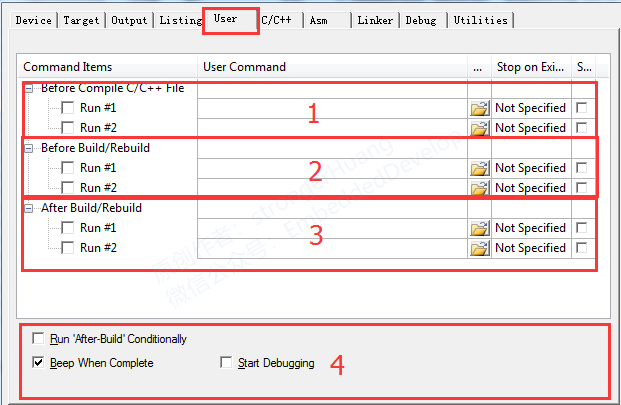 Device Target Output Listing User C/C++ Asm Linker Debug Utilities
Command Items User Command ... Stop on Exi... S...
Before Compile C/C++ File
Run #1 Not Specified
1
Run #2 Not Specified
Before Build/Rebuild
Run #1 Not Specified
2
Run #2 Not Specified
After Build/Rebuild
Run #1 Not Specified
3
Run #2 Not Specified
原创作者：strongerHuang
微信公众号：EmbeddedDevelop
Run 'After-Build' Conditionally
Beep When Complete Start Debugging 4